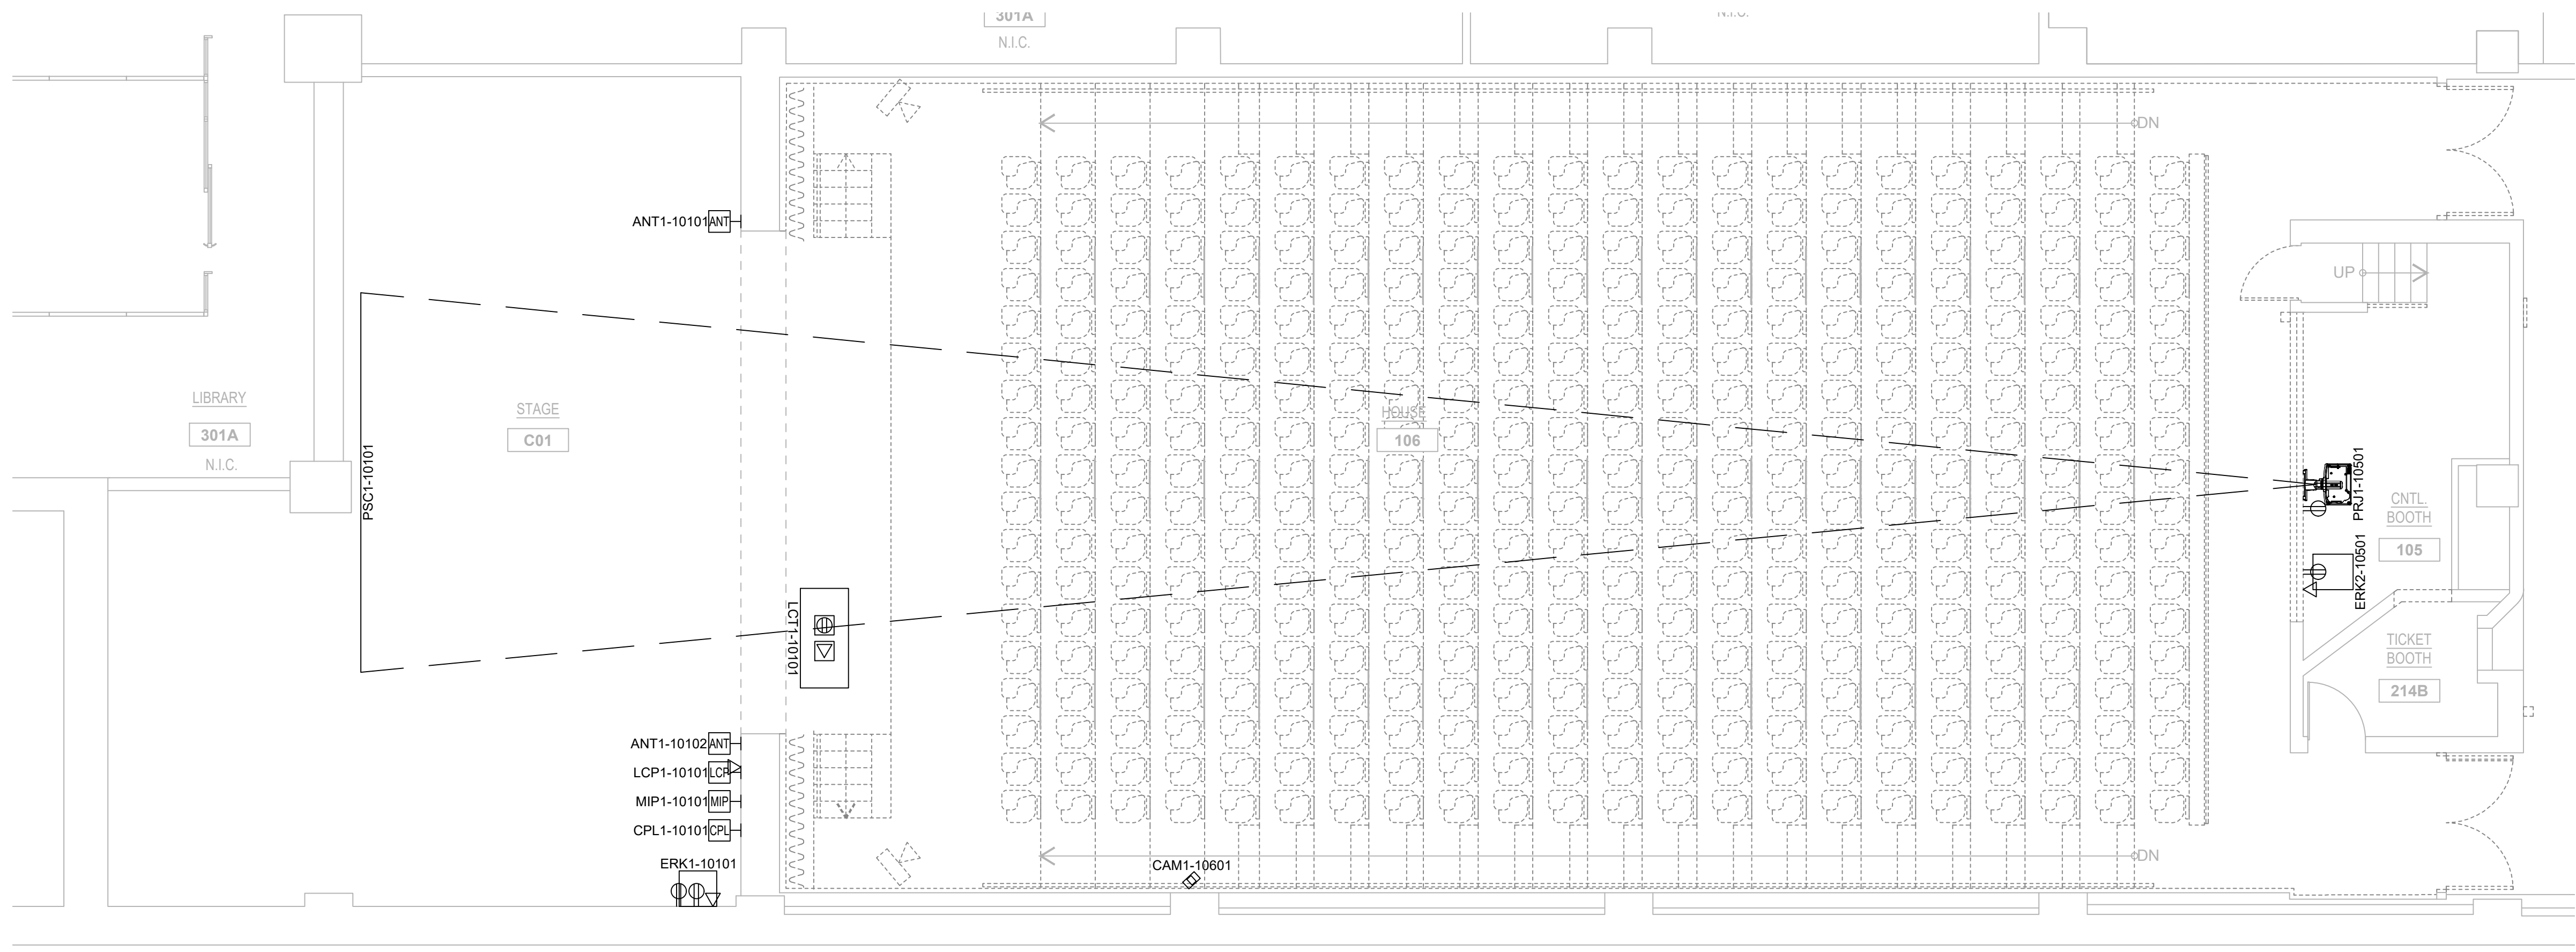 301A
N.I.C.
N.I.C.
DN
ANT1-10101 ANT
UP
LIBRARY
301A
N.I.C.
STAGE
C01
HOUSE
106
PSC1-10101
PRJ1-10501
CNTL.
BOOTH
105
ERK2-10501
LCT1-10101
TICKET
BOOTH
214B
ANT1-10102 ANT
LCP1-10101 LCP
MIP1-10101 MIP
CPL1-10101 CPL
ERK1-10101
CAM1-10601
DN